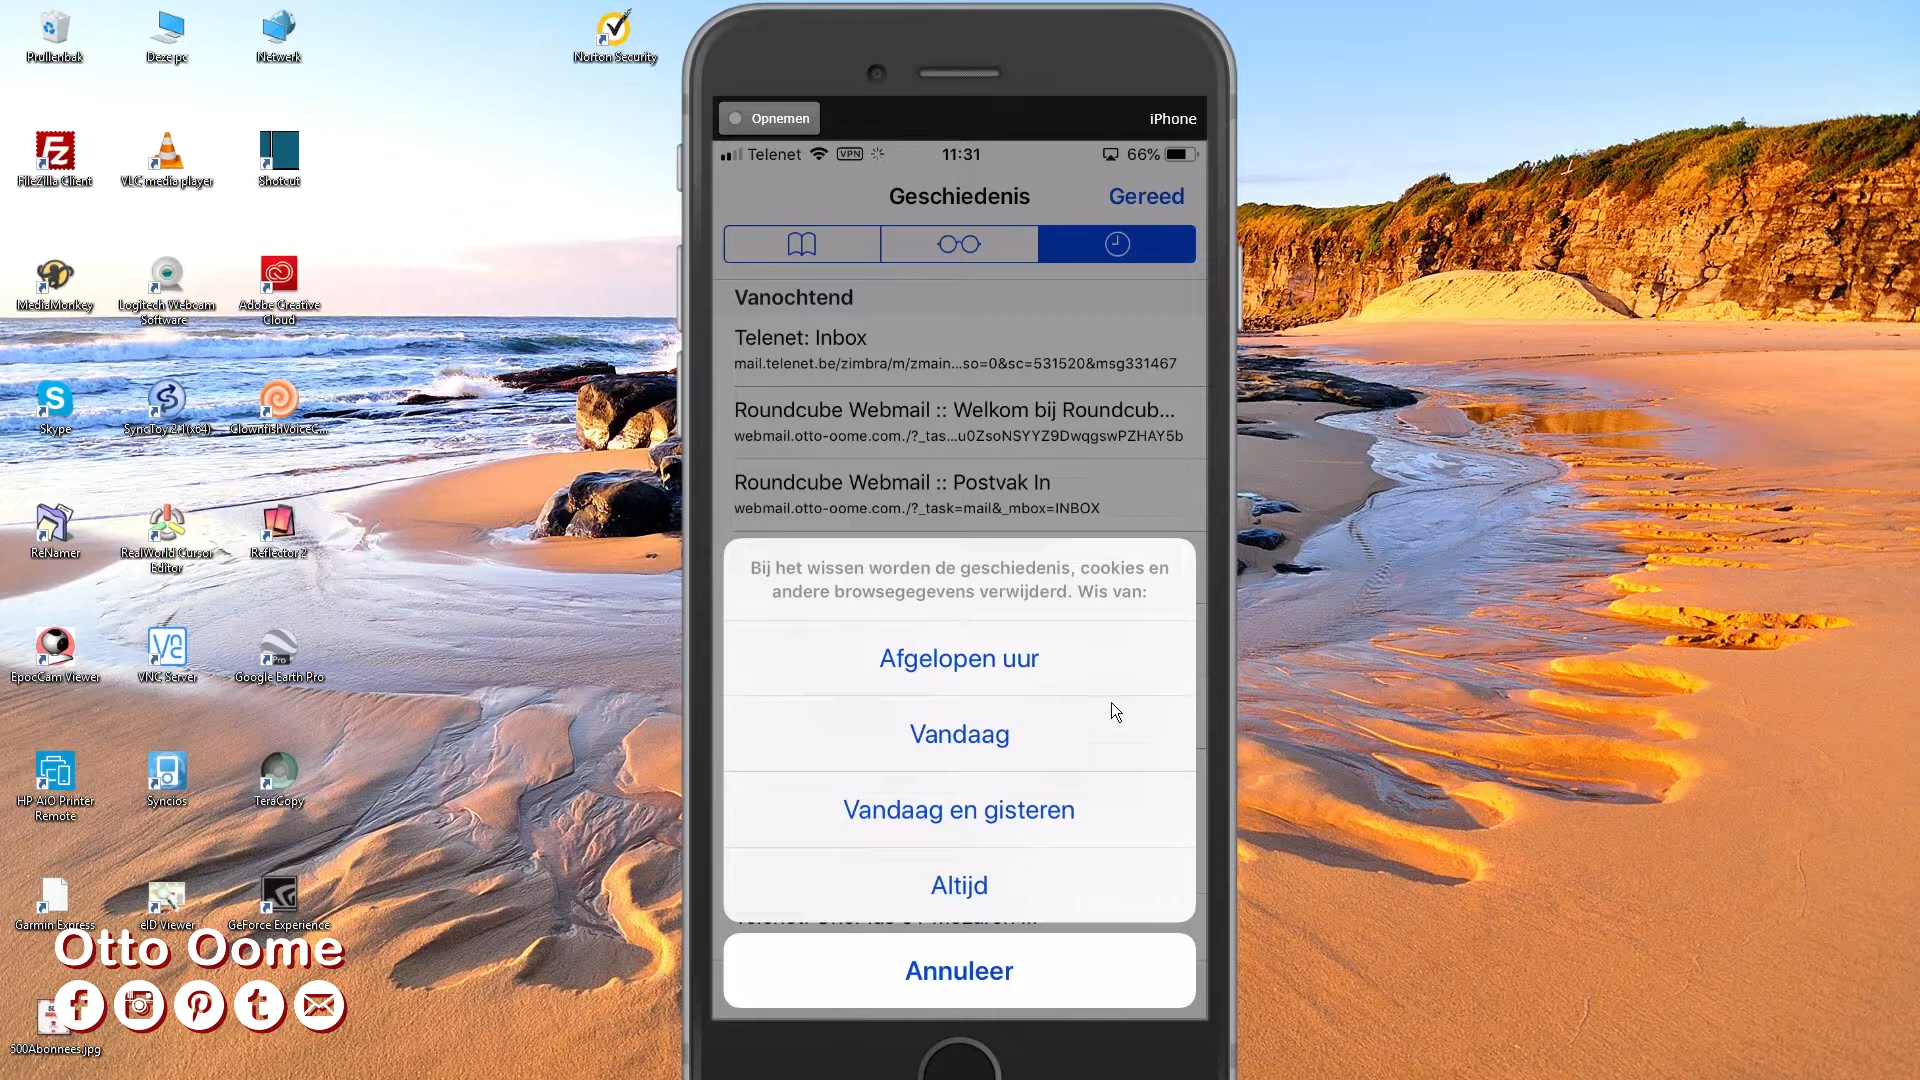 Prullenbak
Deze pc
Netwerk
Norton Security
FileZilla Client
VLC media player
Shotcut
MediaMonkey
Logitech Webcam
Software
Adobe Creative
Cloud
Skype
SyncToy 2.1(x64)
ClownfishVoiceC...
ReNamer
RealWorld Cursor
Editor
Reflector 2
EpocCam Viewer
VNC Server
Google Earth Pro
HP AiO Printer
Remote
Syncios
TeraCopy
Garmin Express
eID Viewer
GeForce Experience
Otto Oome
500Abonnees.jpg
Opnemen
iPhone
Telenet
VPN
11:31
66%
Geschiedenis
Gereed
Vanochtend
Telenet: Inbox
mail.telenet.be/zimbra/m/zmain...so=0&sc=531520&msg331467
Roundcube Webmail :: Welkom bij Roundcub...
webmail.otto-oome.com./?_tas...u0ZsoNSYYZ9DwqgswPZHAY5b
Roundcube Webmail :: Postvak In
webmail.otto-oome.com./?_task=mail&_mbox=INBOX
Bij het wissen worden de geschiedenis, cookies en
andere browsegegevens verwijderd. Wis van:
Afgelopen uur
Vandaag
Vandaag en gisteren
Altijd
Annuleer